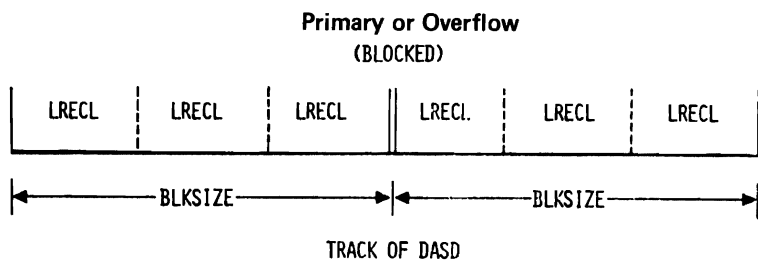 Primary or Overflow
(BLOCKED)
LRECL LRECL LRECL LRECL LRECL LRECL
BLKSIZE BLKSIZE
TRACK OF DASD